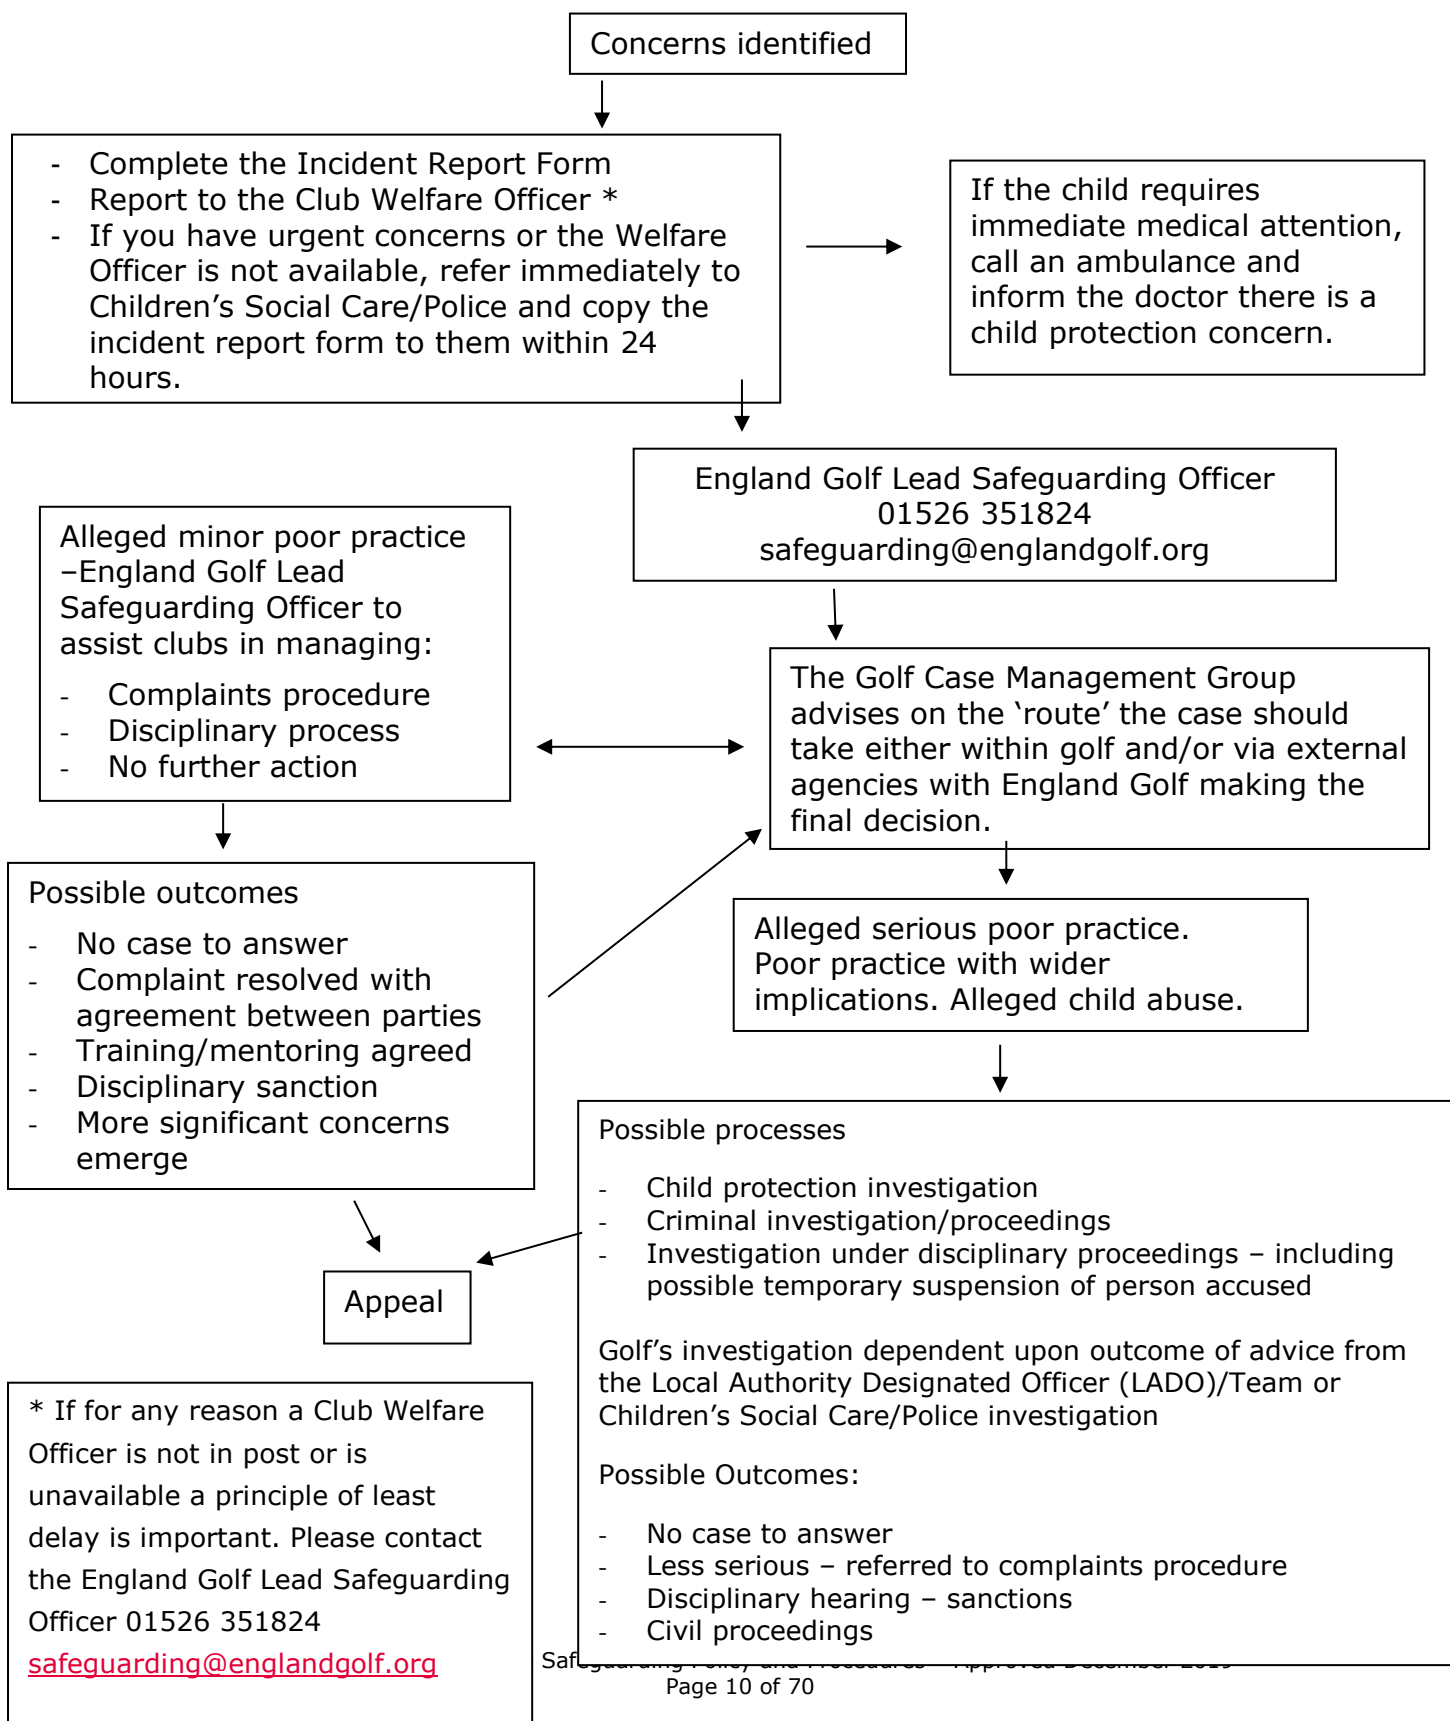 Concerns identified
- Complete the Incident Report Form
- Report to the Club Welfare Officer *
- If you have urgent concerns or the Welfare
Officer is not available, refer immediately to
Children’s Social Care/Police and copy the
incident report form to them within 24
hours.
If the child requires
immediate medical attention,
call an ambulance and
inform the doctor there is a
child protection concern.
England Golf Lead Safeguarding Officer
01526 351824
safeguarding@englandgolf.org
Alleged minor poor practice
–England Golf Lead
Safeguarding Officer to
assist clubs in managing:
- Complaints procedure
- Disciplinary process
- No further action
The Golf Case Management Group
advises on the ‘route’ the case should
take either within golf and/or via external
agencies with England Golf making the
final decision.
Possible outcomes
- No case to answer
- Complaint resolved with
agreement between parties
- Training/mentoring agreed
- Disciplinary sanction
- More significant concerns
emerge
Alleged serious poor practice.
Poor practice with wider
implications. Alleged child abuse.
Possible processes
- Child protection investigation
- Criminal investigation/proceedings
- Investigation under disciplinary proceedings – including
possible temporary suspension of person accused
Golf’s investigation dependent upon outcome of advice from
the Local Authority Designated Officer (LADO)/Team or
Children’s Social Care/Police investigation
Possible Outcomes:
- No case to answer
- Less serious – referred to complaints procedure
- Disciplinary hearing – sanctions
- Civil proceedings
Appeal
* If for any reason a Club Welfare
Officer is not in post or is
unavailable a principle of least
delay is important. Please contact
the England Golf Lead Safeguarding
Officer 01526 351824
safeguarding@englandgolf.org
Safeguarding Policy and Procedures – Approved December 2019
Page 10 of 70